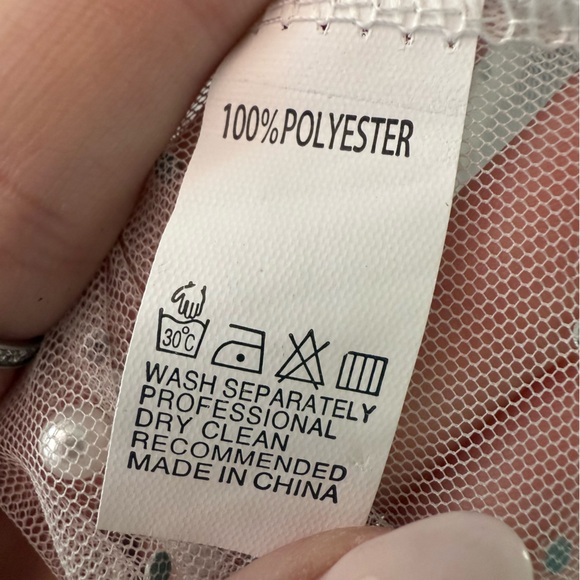 100% POLYESTER
30°C
WASH SEPARATELY
PROFESSIONAL
DRY CLEAN
RECOMMENDED
MADE IN CHINA